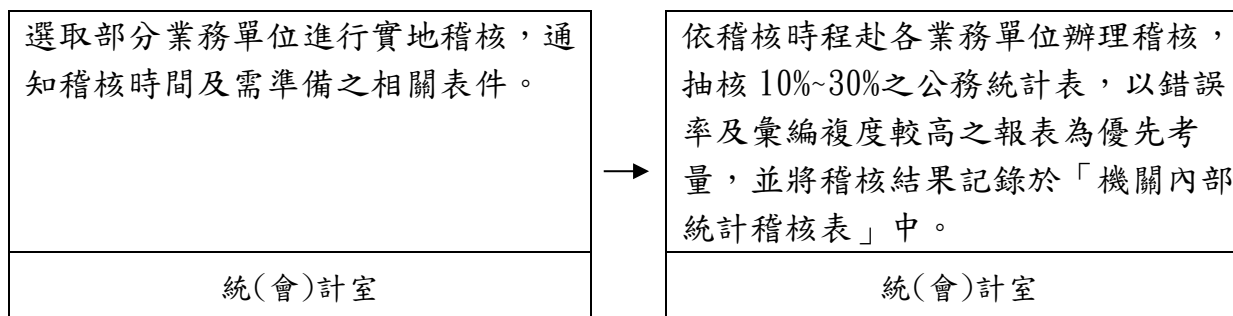 選取部分業務單位進行實地稽核，通
知稽核時間及需準備之相關表件。
統(會)計室
依稽核時程赴各業務單位辦理稽核，
抽核 10%~30%之公務統計表，以錯誤
率及彙編複度較高之報表為優先考
量，並將稽核結果記錄於「機關內部
統計稽核表」中。
統(會)計室